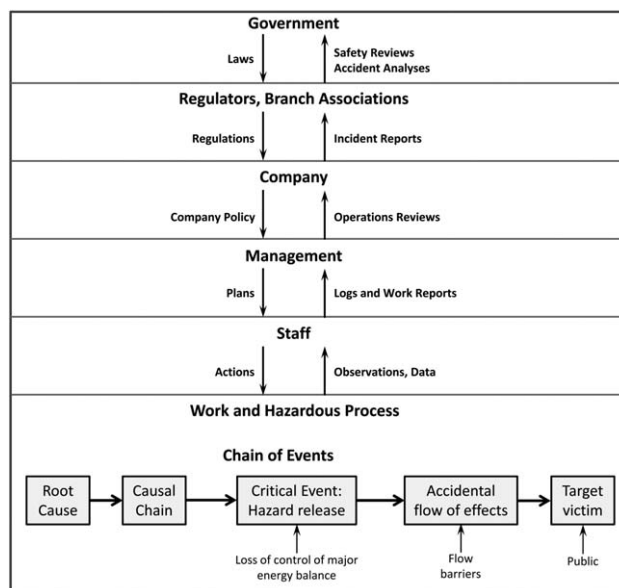 Government
Laws
Safety Reviews
Accident Analyses
Regulators, Branch Associations
Regulations
Incident Reports
Company
Company Policy
Operations Reviews
Management
Plans
Logs and Work Reports
Staff
Actions
Observations, Data
Work and Hazardous Process
Chain of Events
Root
Cause
Causal
Chain
Critical Event:
Hazard release
Accidental
flow of effects
Target
victim
Loss of control of major
energy balance
Flow
barriers
Public